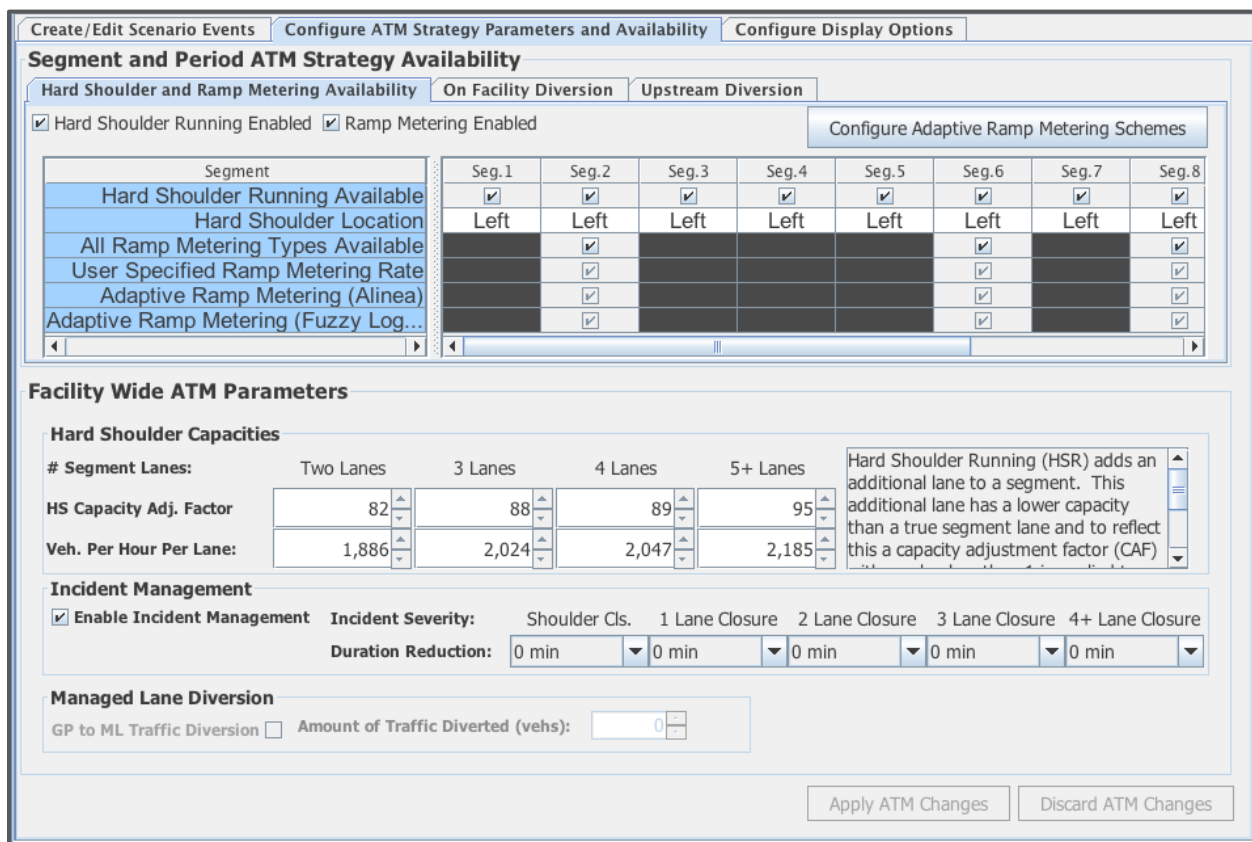 Create/Edit Scenario Events Configure ATM Strategy Parameters and Availability Configure Display Options
Segment and Period ATM Strategy Availability
Hard Shoulder and Ramp Metering Availability On Facility Diversion Upstream Diversion
Hard Shoulder Running Enabled Ramp Metering Enabled Configure Adaptive Ramp Metering Schemes
Segment Seg.1 Seg.2 Seg.3 Seg.4 Seg.5 Seg.6 Seg.7 Seg.8
Hard Shoulder Running Available
Hard Shoulder Location Left Left Left Left Left Left Left Left
All Ramp Metering Types Available
User Specified Ramp Metering Rate
Adaptive Ramp Metering (Alinea)
Adaptive Ramp Metering (Fuzzy Log...
Facility Wide ATM Parameters
Hard Shoulder Capacities
# Segment Lanes: Two Lanes 3 Lanes 4 Lanes 5+ Lanes
HS Capacity Adj. Factor 82 88 89 95
Veh. Per Hour Per Lane: 1,886 2,024 2,047 2,185
Hard Shoulder Running (HSR) adds an
additional lane to a segment. This
additional lane has a lower capacity
than a true segment lane and to reflect
this a capacity adjustment factor (CAF)
Incident Management
Enable Incident Management Incident Severity: Shoulder Cls. 1 Lane Closure 2 Lane Closure 3 Lane Closure 4+ Lane Closure
Duration Reduction: 0 min 0 min 0 min 0 min 0 min
Managed Lane Diversion
GP to ML Traffic Diversion Amount of Traffic Diverted (vehs): 0
Apply ATM Changes Discard ATM Changes